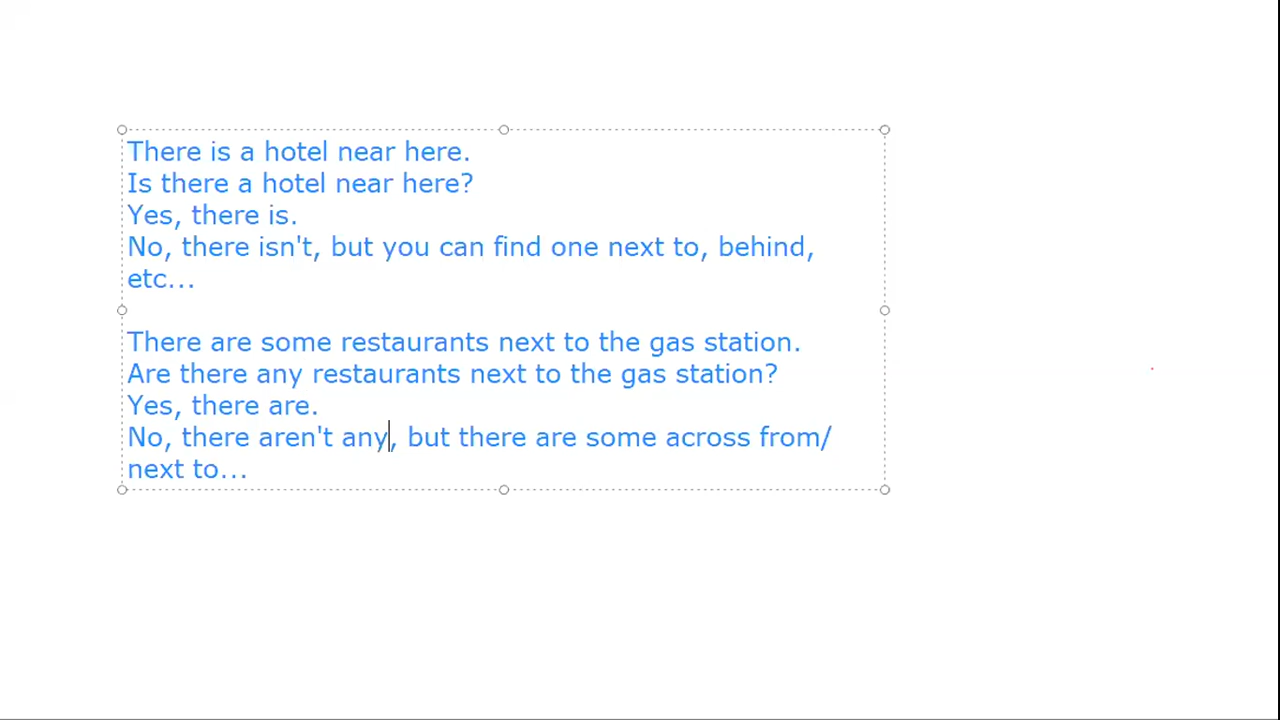 There is a hotel near here.
Is there a hotel near here?
Yes, there is.
No, there isn't, but you can find one next to, behind,
etc...
There are some restaurants next to the gas station.
Are there any restaurants next to the gas station?
Yes, there are.
No, there aren't any, but there are some across from/
next to...